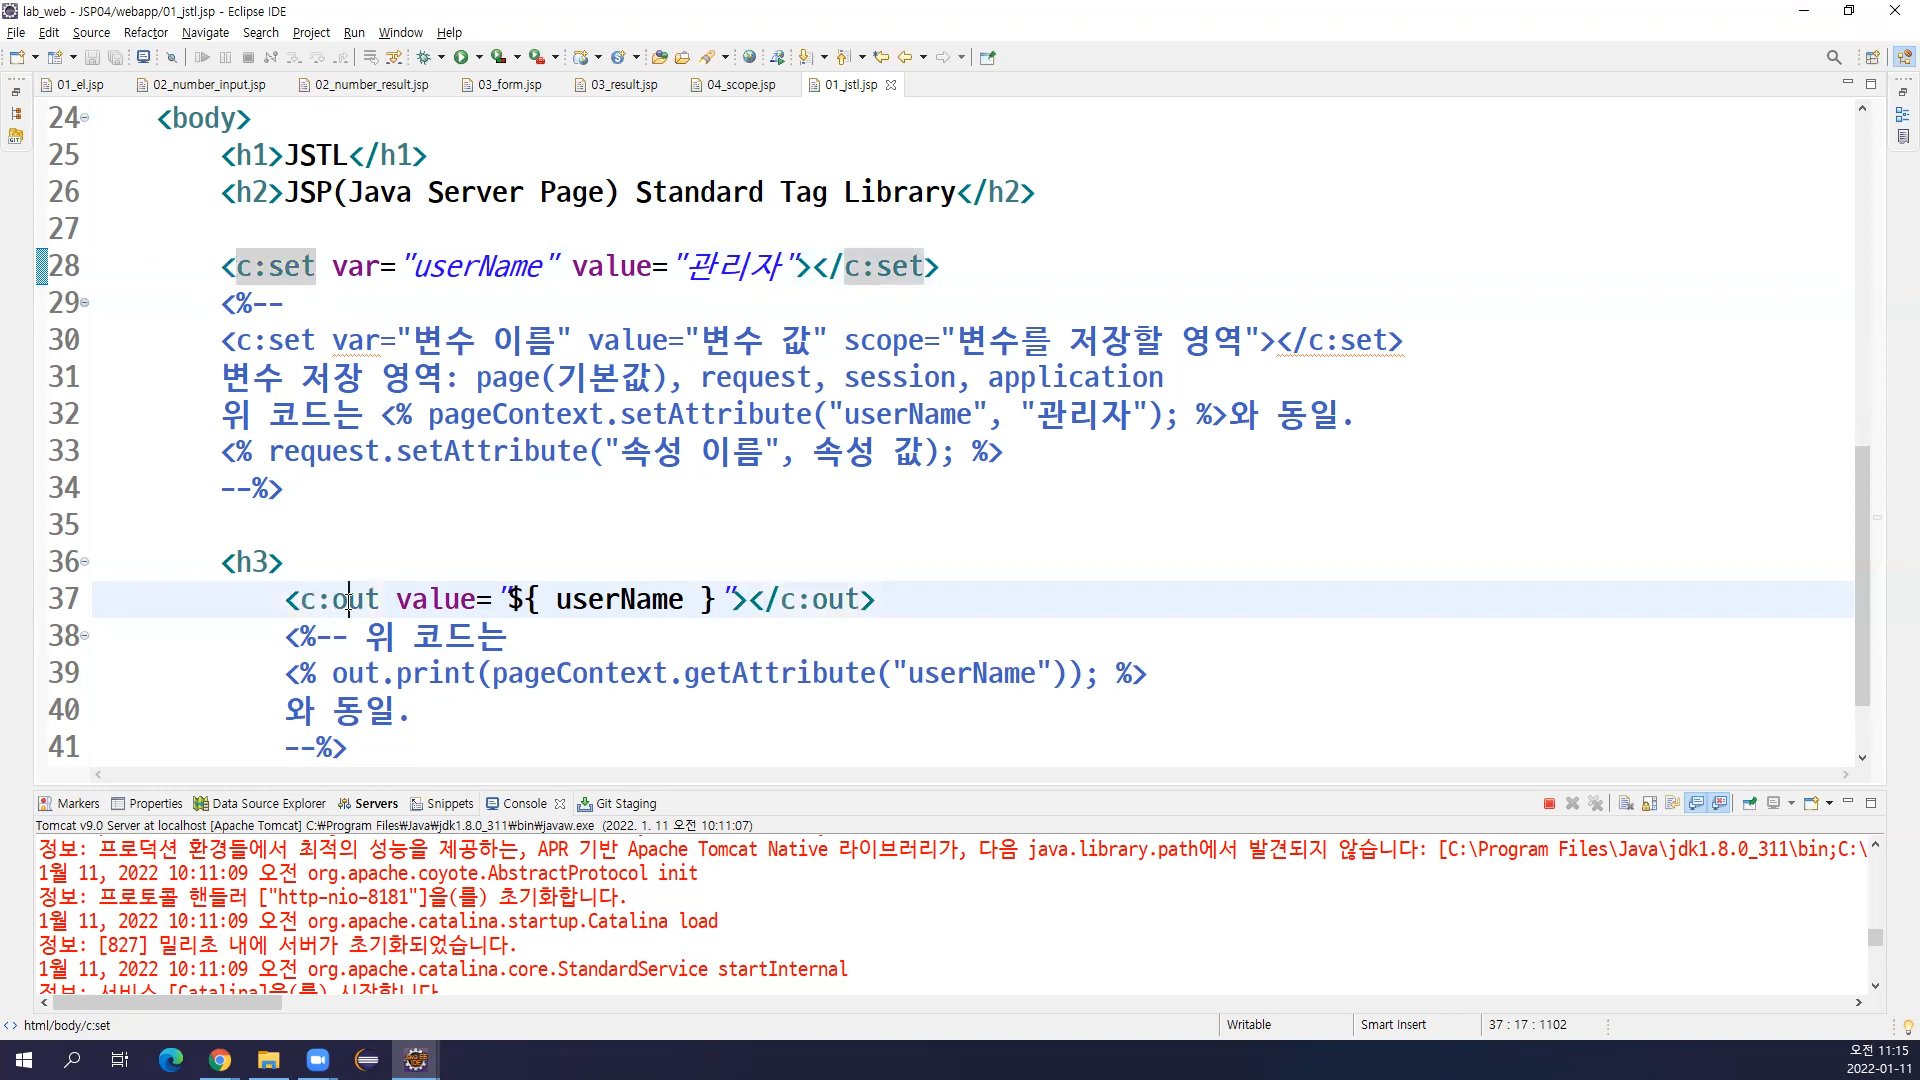 lab_web - JSP04/webapp/01_jstl.jsp - Eclipse IDE
File Edit Source Refactor Navigate Search Project Run Window Help
01_el.jsp 02_number_input.jsp 02_number_result.jsp 03_form.jsp 03_result.jsp 04_scope.jsp 01_jstl.jsp
24 <body>
25 <h1>JSTL</h1>
26 <h2>JSP(Java Server Page) Standard Tag Library</h2>
27
28 <c:set var="userName" value="관리자"></c:set>
29 <%--
30 <c:set var="변수 이름" value="변수 값" scope="변수를 저장할 영역"></c:set>
31 변수 저장 영역: page(기본값), request, session, application
32 위 코드는 <% pageContext.setAttribute("userName", "관리자"); %>와 동일.
33 <% request.setAttribute("속성 이름", 속성 값); %>
34 --%>
35
36 <h3>
37 <c:out value="${ userName }"></c:out>
38 <%-- 위 코드는
39 <% out.print(pageContext.getAttribute("userName")); %>
40 와 동일.
41 --%>
Markers Properties Data Source Explorer Servers Snippets Console Git Staging
Tomcat v9.0 Server at localhost [Apache Tomcat] C:₩Program Files₩Java₩jdk1.8.0_311₩bin₩javaw.exe (2022. 1. 11 오전 10:11:07)
정보: 프로덕션 환경들에서 최적의 성능을 제공하는, APR 기반 Apache Tomcat Native 라이브러리가, 다음 java.library.path에서 발견되지 않습니다: [C:\Program Files\Java\jdk1.8.0_311\bin;C:\
1월 11, 2022 10:11:09 오전 org.apache.coyote.AbstractProtocol init
정보: 프로토콜 핸들러 ["http-nio-8181"]을(를) 초기화합니다.
1월 11, 2022 10:11:09 오전 org.apache.catalina.startup.Catalina load
정보: [827] 밀리초 내에 서버가 초기화되었습니다.
1월 11, 2022 10:11:09 오전 org.apache.catalina.core.StandardService startInternal
정보: 서비스 [Catalina]을(를) 시작합니다
html/body/c:set Writable Smart Insert 37 : 17 : 1102
오전 11:15
2022-01-11